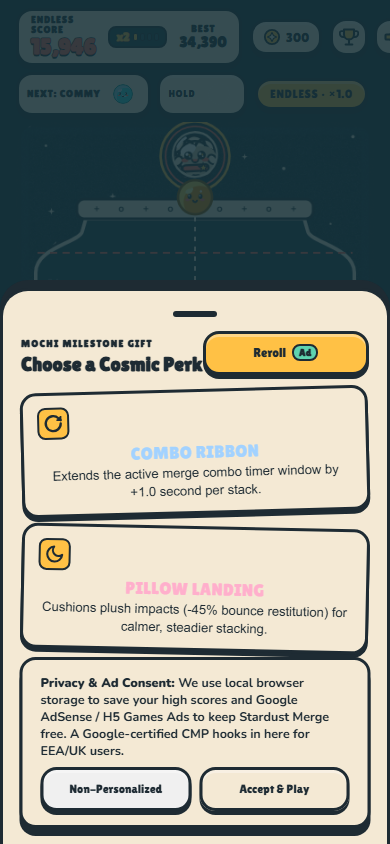 ENDLESS
SCORE
15,946
×2
BEST
34,390
300
NEXT: COMMY
HOLD
ENDLESS · ×1.0
MOCHI MILESTONE GIFT
Choose a Cosmic Perk
Reroll Ad
COMBO RIBBON
Extends the active merge combo timer window by
+1.0 second per stack.
PILLOW LANDING
Cushions plush impacts (-45% bounce restitution) for
calmer, steadier stacking.
Privacy & Ad Consent: We use local browser
storage to save your high scores and Google
AdSense / H5 Games Ads to keep Stardust Merge
free. A Google-certified CMP hooks in here for
EEA/UK users.
Non-Personalized
Accept & Play